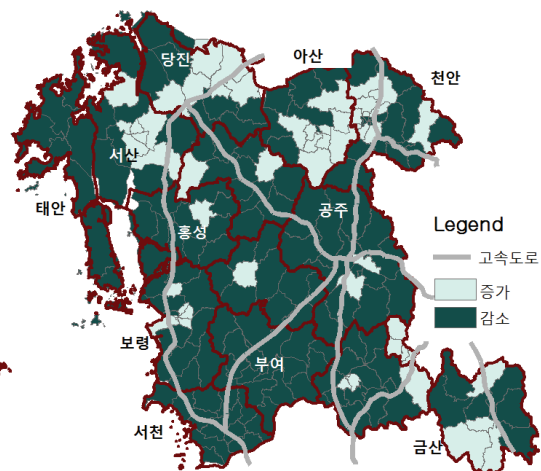 아산
당진
천안
서산
태안
공주
홍성
Legend
고속도로
증가
감소
보령
부여
서천
금산